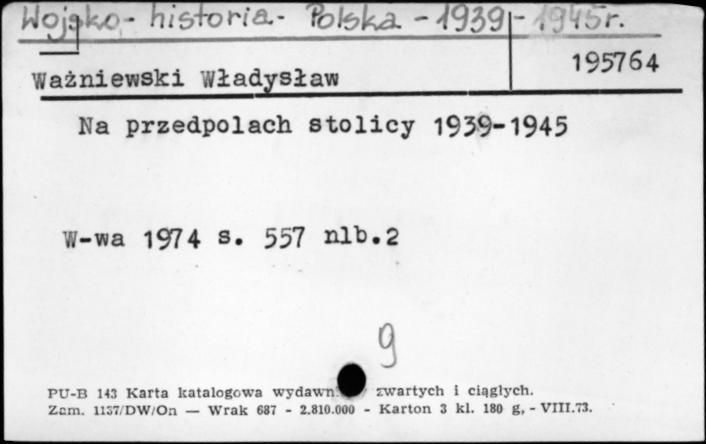 Wojsko - historia - Polska - 1939 - 1945 r.
195764
Ważniewski Władysław
Na przedpolach stolicy 1939-1945
W-wa 1974 s. 557 nlb.2
9
PU-B 143 Karta katalogowa wydawn. zwartych i ciągłych.
Zam. 1137/DW/On — Wrak 687 - 2.810.000 - Karton 3 kl. 180 g, - VIII.73.